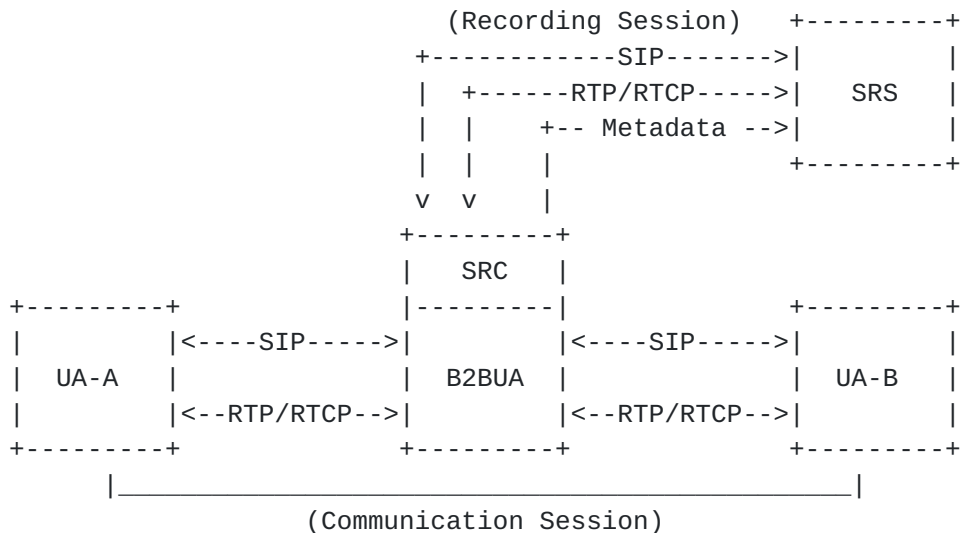 (Recording Session)
SIP
RTP/RTCP
SRS
Metadata
SRC
SIP
SIP
UA-A
B2BUA
UA-B
RTP/RTCP
RTP/RTCP
(Communication Session)